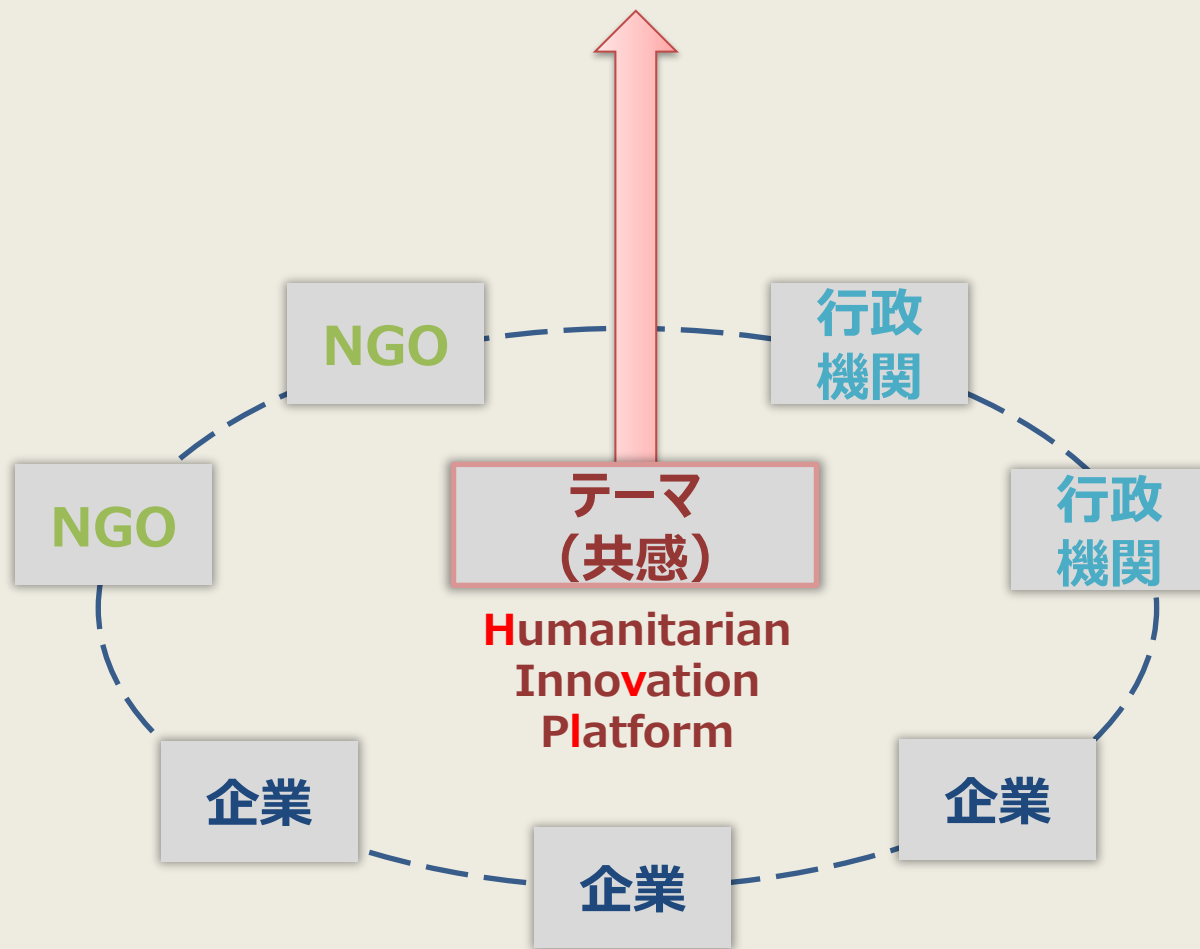 NGO
行政
機関
NGO
テーマ
（共感）
行政
機関
Humanitarian
Innovation
Platform
企業
企業
企業